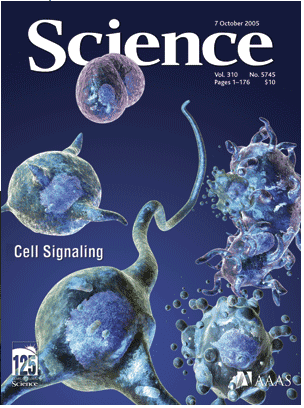 7 October 2005
Science
Vol. 310 No. 5745
Pages 1–176 $10
Cell Signaling
125
Science
AAAS